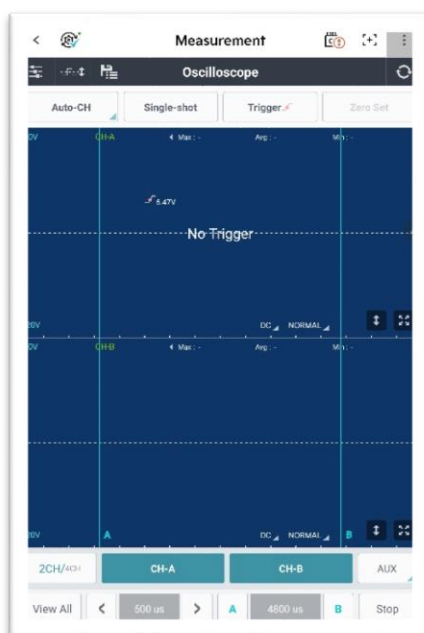 Measurement
Oscilloscope
Auto-CH Single-shot Trigger Zero Set
CH-A Max : - Avg : - Min : -
5.47V
No Trigger
20V DC NORMAL
CH-B Max : - Avg : - Min : -
20V A DC NORMAL B
2CH/4CH CH-A CH-B AUX
View All < 500 us > A 4800 us B Stop